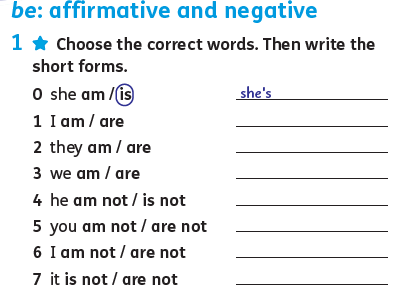 be: affirmative and negative
1 ★ Choose the correct words. Then write the
short forms.
0 she am / is she's
1 I am / are
2 they am / are
3 we am / are
4 he am not / is not
5 you am not / are not
6 I am not / are not
7 it is not / are not